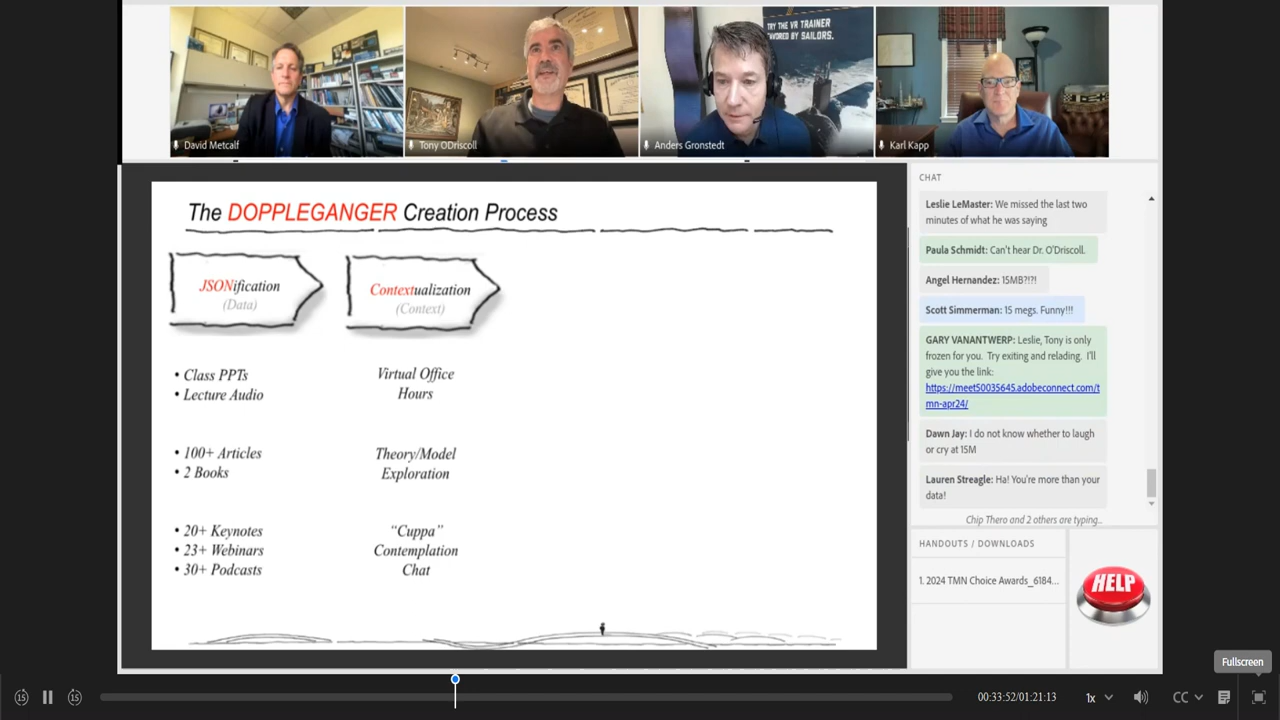 TRY THE VR TRAINER
FAVORED BY SAILORS.
David Metcalf
Tony ODriscoll
Anders Gronstedt
Karl Kapp
The DOPPLEGANGER Creation Process
JSONification
(Data)
Contextualization
(Context)
• Class PPTs
• Lecture Audio
Virtual Office
Hours
• 100+ Articles
• 2 Books
Theory/Model
Exploration
• 20+ Keynotes
• 23+ Webinars
• 30+ Podcasts
“Cuppa”
Contemplation
Chat
CHAT
Leslie LeMaster: We missed the last two
minutes of what he was saying
Paula Schmidt: Can't hear Dr. O'Driscoll.
Angel Hernandez: 15MB?!?!
Scott Simmerman: 15 megs. Funny!!!
GARY VANANTWERP: Leslie, Tony is only
frozen for you. Try exiting and relading. I'll
give you the link:
https://meet50035645.adobeconnect.com/t
mn-apr24/
Dawn Jay: I do not know whether to laugh
or cry at 15M
Lauren Streagle: Ha! You're more than your
data!
Chip Thero and 2 others are typing..
HANDOUTS / DOWNLOADS
1. 2024 TMN Choice Awards_6184...
HELP
Fullscreen
15
15
00:33:52/01:21:13
1x
CC